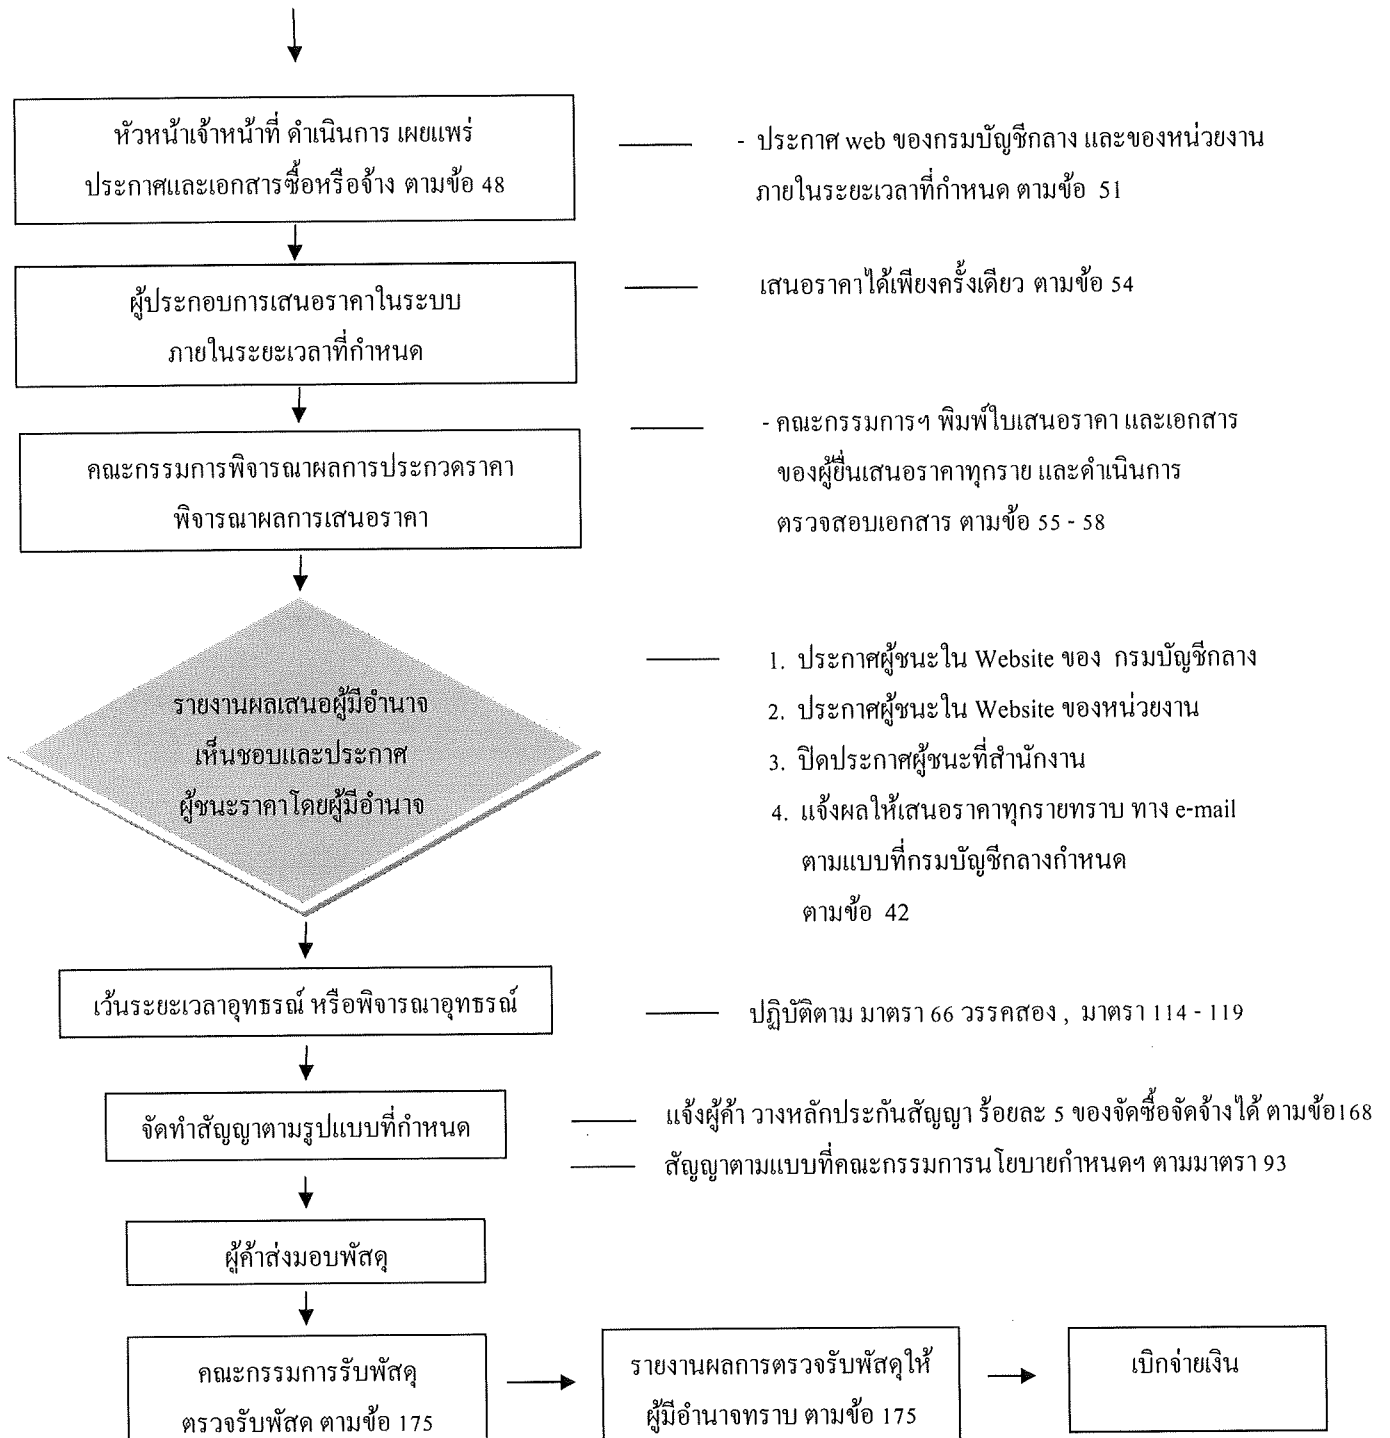 หัวหน้าเจ้าหน้าที่ ดำเนินการ เผยแพร่
ประกาศและเอกสารซื้อหรือจ้าง ตามข้อ 48
- ประกาศ web ของกรมบัญชีกลาง และของหน่วยงาน
ภายในระยะเวลาที่กำหนด ตามข้อ 51
ผู้ประกอบการเสนอราคาในระบบ
ภายในระยะเวลาที่กำหนด
เสนอราคาได้เพียงครั้งเดียว ตามข้อ 54
คณะกรรมการพิจารณาผลการประกวดราคา
พิจารณาผลการเสนอราคา
- คณะกรรมการฯ พิมพ์ใบเสนอราคา และเอกสาร
ของผู้ยื่นเสนอราคาทุกราย และดำเนินการ
ตรวจสอบเอกสาร ตามข้อ 55 - 58
รายงานผลเสนอผู้มีอำนาจ
เห็นชอบและประกาศ
ผู้ชนะราคาโดยผู้มีอำนาจ
1. ประกาศผู้ชนะใน Website ของ กรมบัญชีกลาง
2. ประกาศผู้ชนะใน Website ของหน่วยงาน
3. ปิดประกาศผู้ชนะที่สำนักงาน
4. แจ้งผลให้เสนอราคาทุกรายทราบ ทาง e-mail
ตามแบบที่กรมบัญชีกลางกำหนด
ตามข้อ 42
เว้นระยะเวลาอุทธรณ์ หรือพิจารณาอุทธรณ์
ปฏิบัติตาม มาตรา 66 วรรคสอง , มาตรา 114 - 119
จัดทำสัญญาตามรูปแบบที่กำหนด
แจ้งผู้ค้า วางหลักประกันสัญญา ร้อยละ 5 ของจัดซื้อจัดจ้างได้ ตามข้อ168
สัญญาตามแบบที่คณะกรรมการนโยบายกำหนดฯ ตามมาตรา 93
ผู้ค้าส่งมอบพัสดุ
คณะกรรมการรับพัสดุ
ตรวจรับพัสดุ ตามข้อ 175
รายงานผลการตรวจรับพัสดุให้
ผู้มีอำนาจทราบ ตามข้อ 175
เบิกจ่ายเงิน